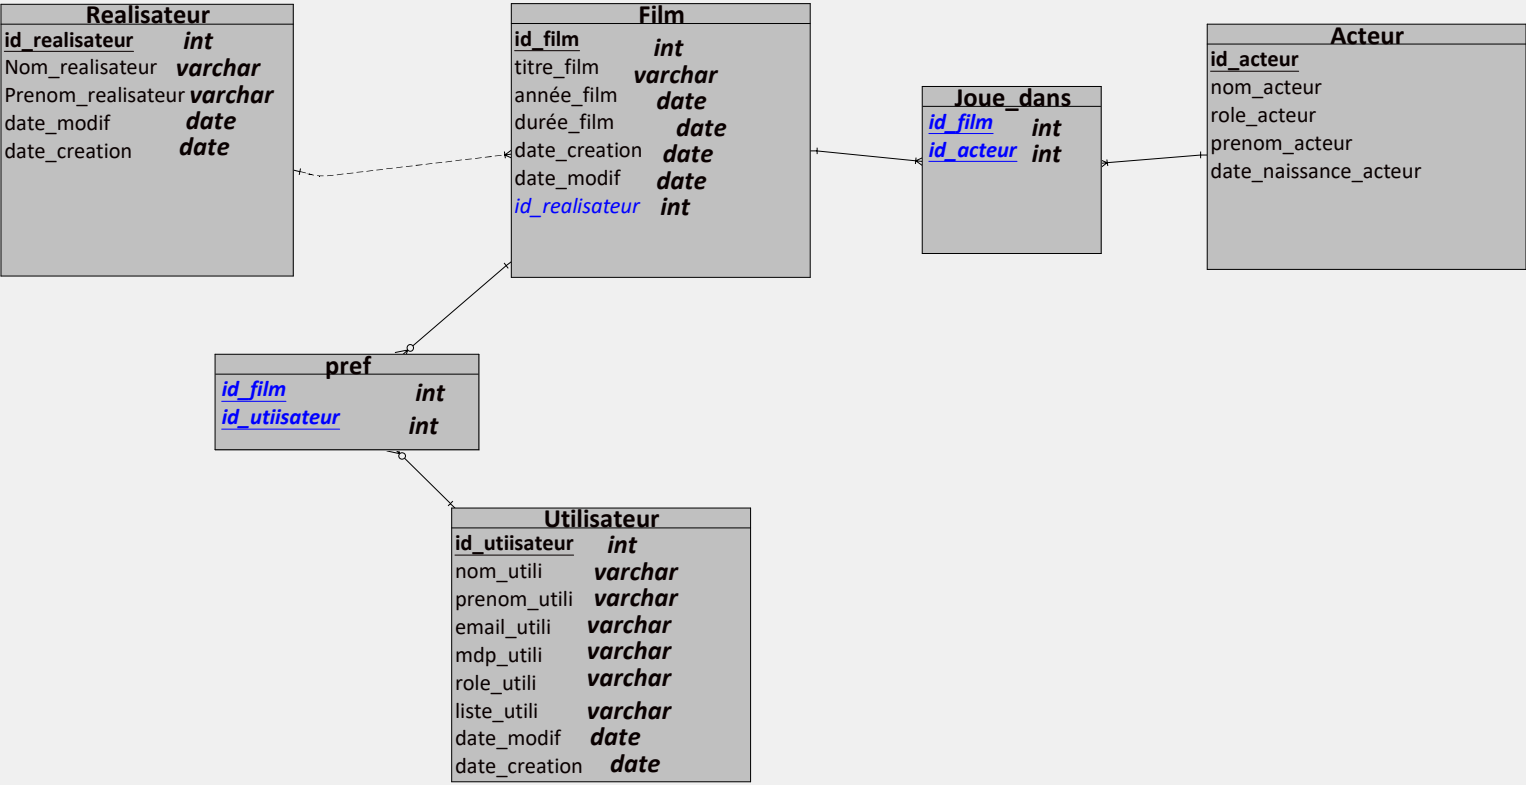 Realisateur
id_realisateur int
Nom_realisateur varchar
Prenom_realisateur varchar
date_modif date
date_creation date
Film
id_film int
titre_film varchar
année_film date
durée_film date
date_creation date
date_modif date
id_realisateur int
Joue_dans
id_film int
id_acteur int
Acteur
id_acteur
nom_acteur
role_acteur
prenom_acteur
date_naissance_acteur
pref
id_film int
id_utiisateur int
Utilisateur
id_utiisateur int
nom_utili varchar
prenom_utili varchar
email_utili varchar
mdp_utili varchar
role_utili varchar
liste_utili varchar
date_modif date
date_creation date